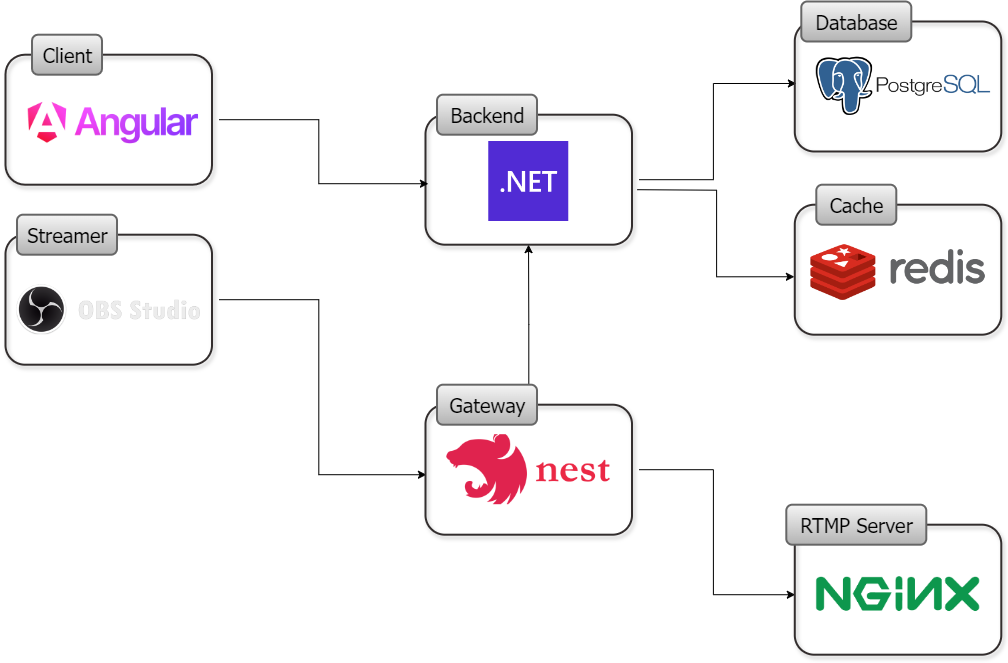 Client
Angular
Streamer
OBS Studio
Backend
.NET
Gateway
nest
Database
PostgreSQL
Cache
redis
RTMP Server
NGINX